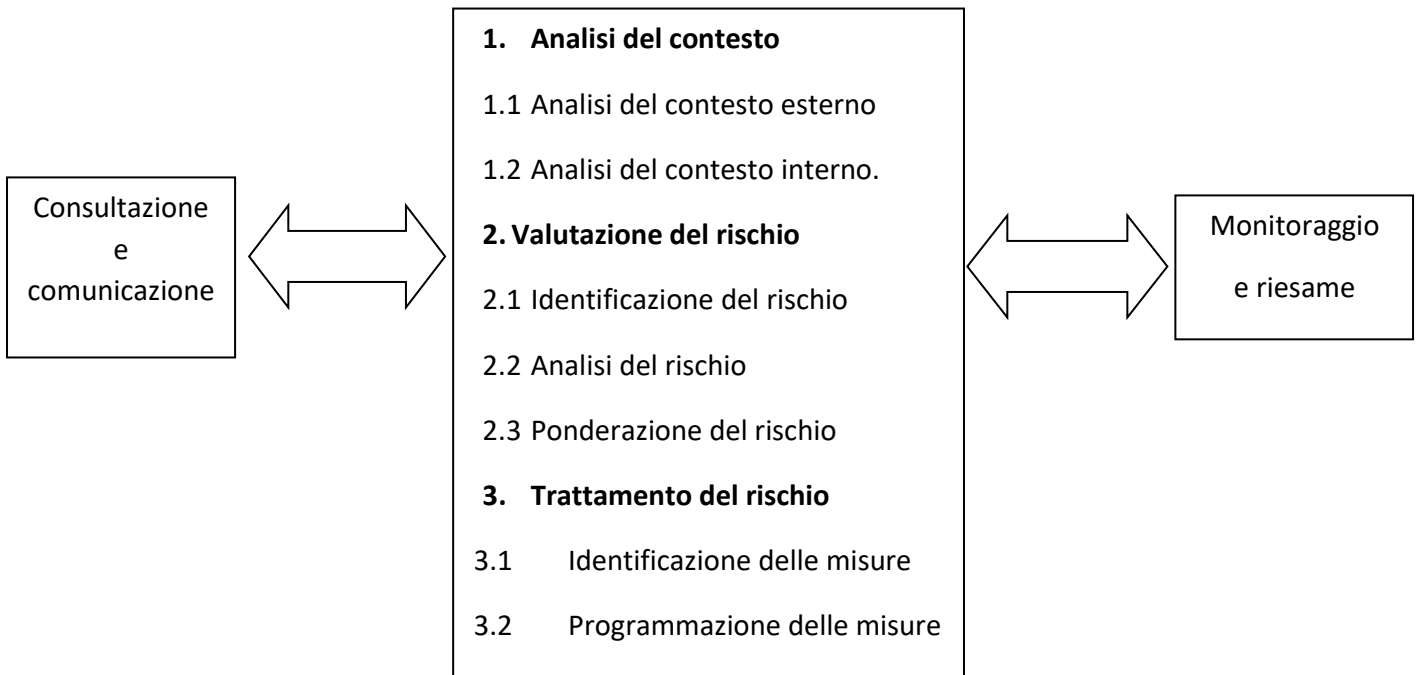 Consultazione
e
comunicazione
1. Analisi del contesto
1.1 Analisi del contesto esterno
1.2 Analisi del contesto interno.
2. Valutazione del rischio
2.1 Identificazione del rischio
2.2 Analisi del rischio
2.3 Ponderazione del rischio
3. Trattamento del rischio
3.1 Identificazione delle misure
3.2 Programmazione delle misure
Monitoraggio
e riesame